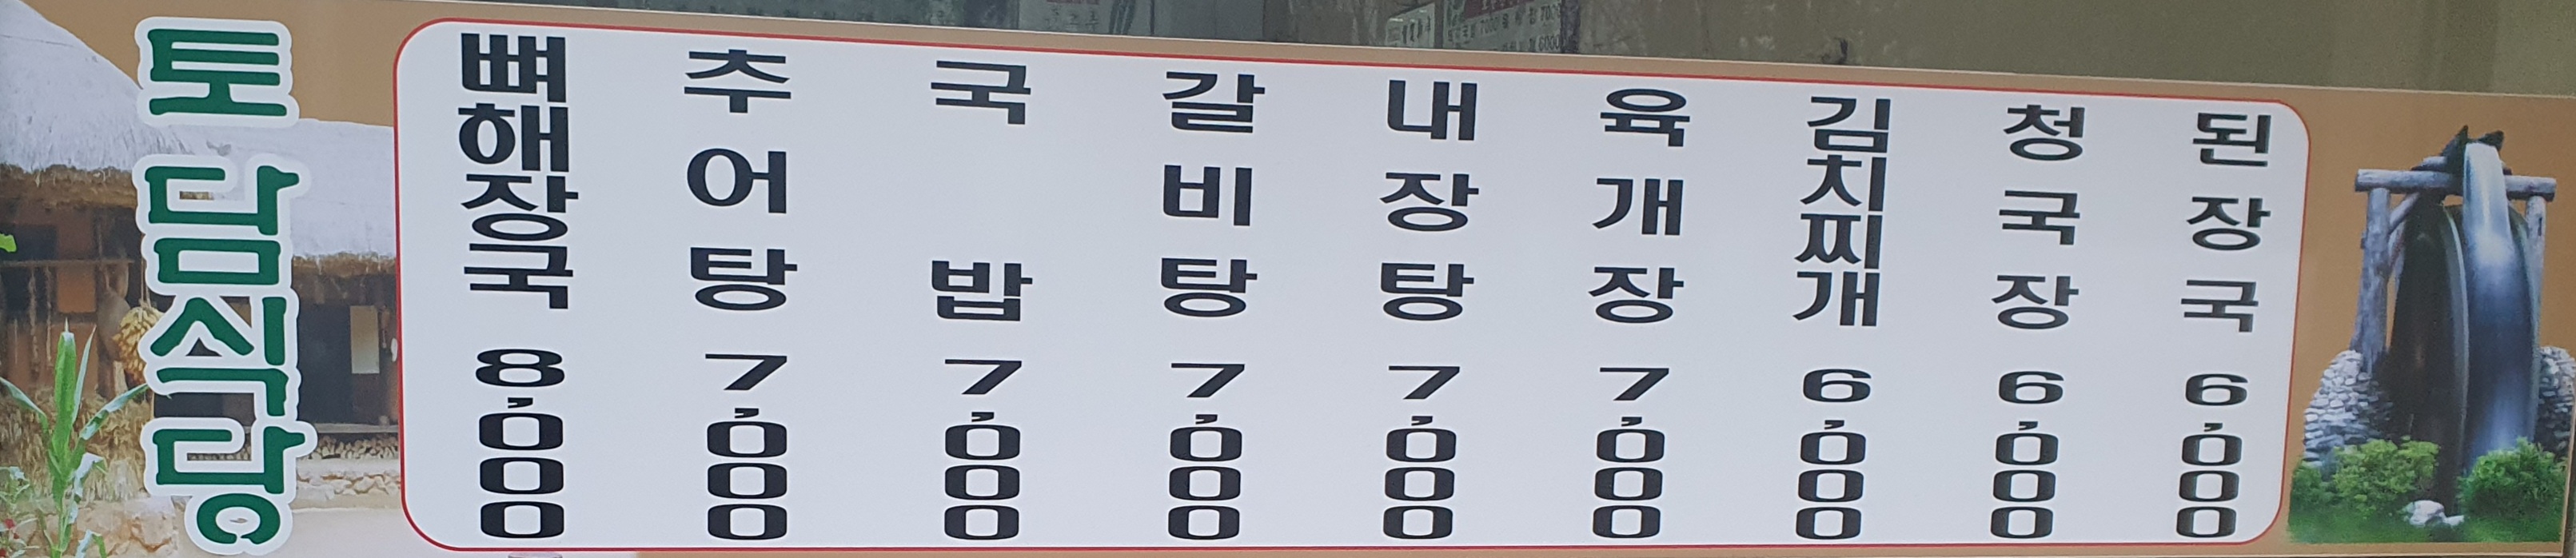 토담식당
뼈해장국 8,000
추어탕 7,000
국밥 7,000
갈비탕 7,000
내장탕 7,000
육개장 7,000
김치찌개 6,000
청국장 6,000
된장국 6,000